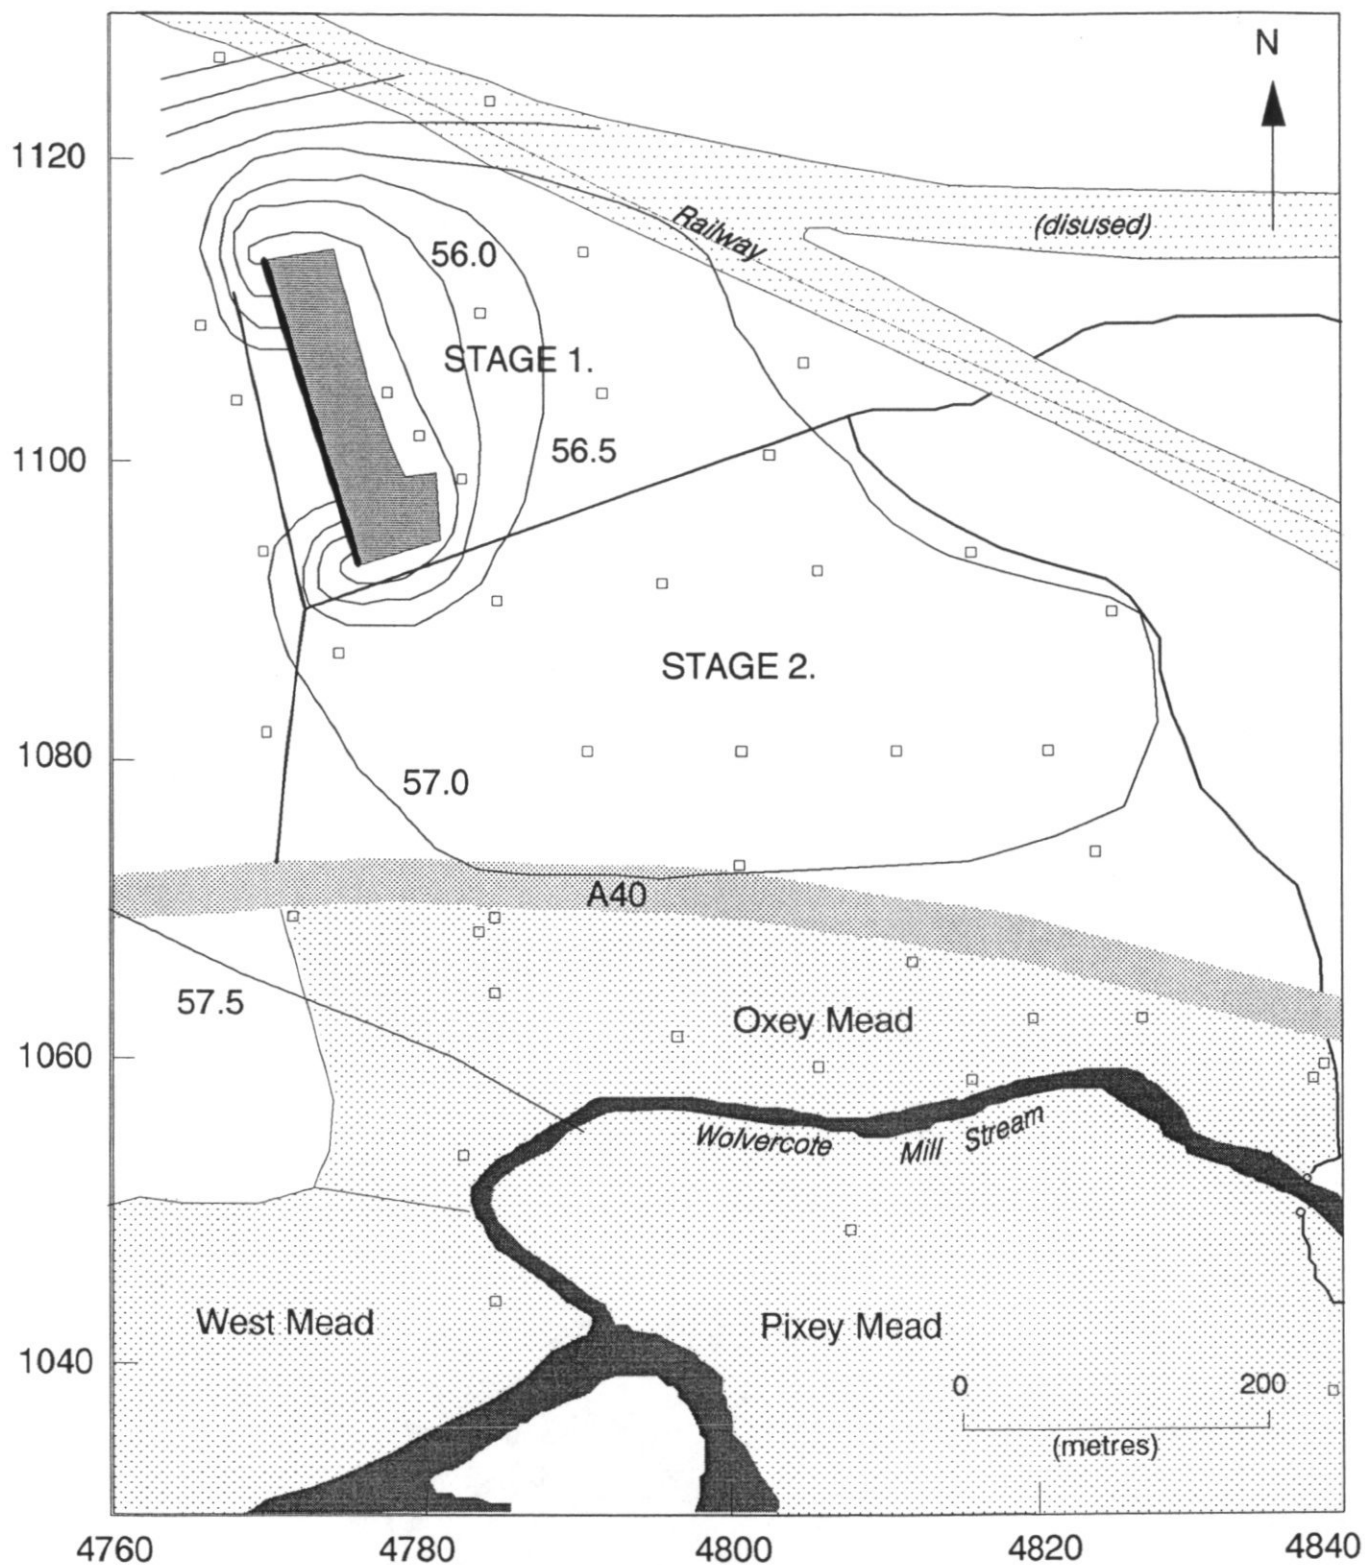 N
1120
Railway
(disused)
56.0
STAGE 1.
56.5
1100
STAGE 2.
1080
57.0
A40
57.5
Oxey Mead
1060
Wolvercote Mill Stream
West Mead
Pixey Mead
1040
0 200
(metres)
4760 4780 4800 4820 4840